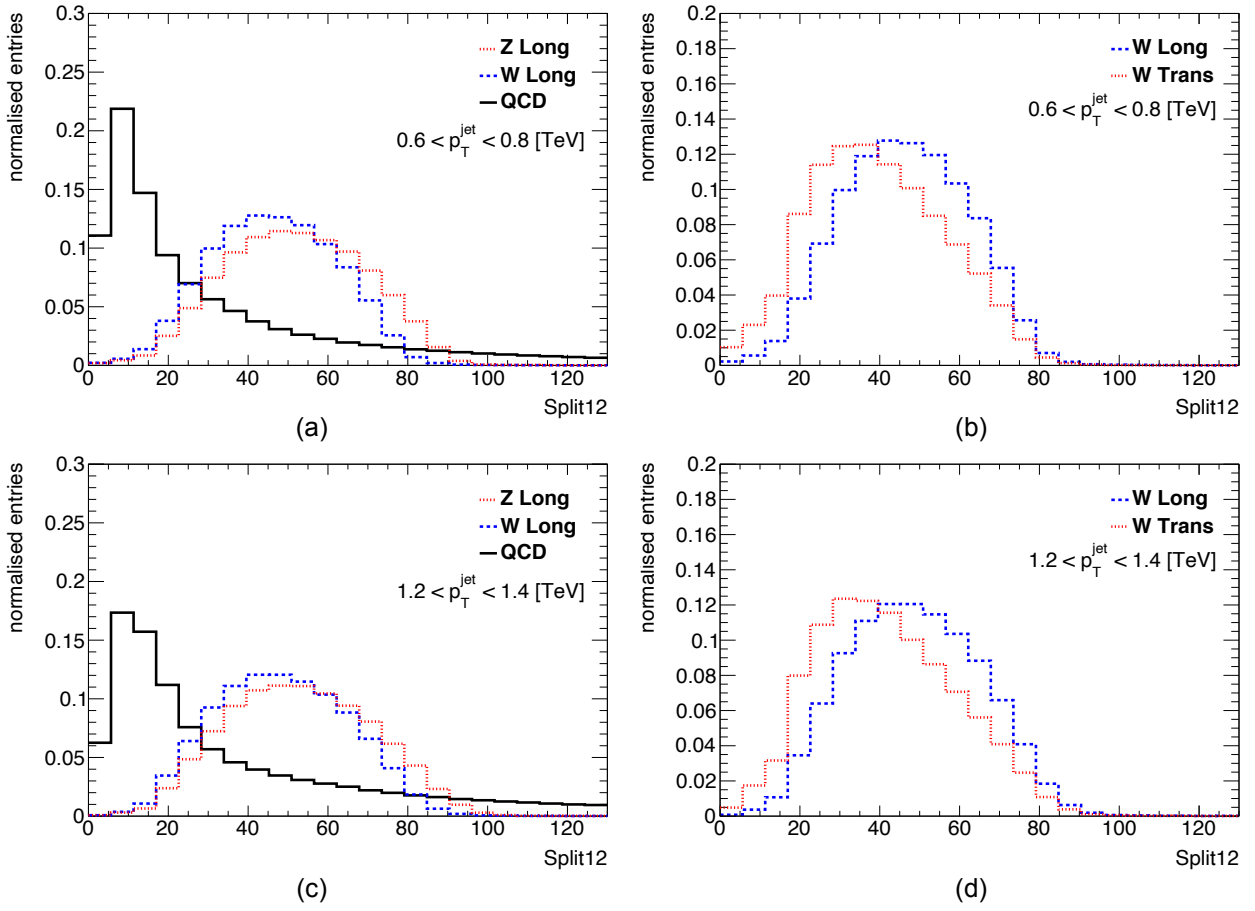 normalised entries
0.3
0.25
0.2
0.15
0.1
0.05
0
0 20 40 60 80 100 120
Split12
Z Long
W Long
QCD
0.6 < p_T^jet < 0.8 [TeV]
(a)
normalised entries
0.2
0.18
0.16
0.14
0.12
0.1
0.08
0.06
0.04
0.02
0
0 20 40 60 80 100 120
Split12
W Long
W Trans
0.6 < p_T^jet < 0.8 [TeV]
(b)
normalised entries
0.3
0.25
0.2
0.15
0.1
0.05
0
0 20 40 60 80 100 120
Split12
Z Long
W Long
QCD
1.2 < p_T^jet < 1.4 [TeV]
(c)
normalised entries
0.2
0.18
0.16
0.14
0.12
0.1
0.08
0.06
0.04
0.02
0
0 20 40 60 80 100 120
Split12
W Long
W Trans
1.2 < p_T^jet < 1.4 [TeV]
(d)